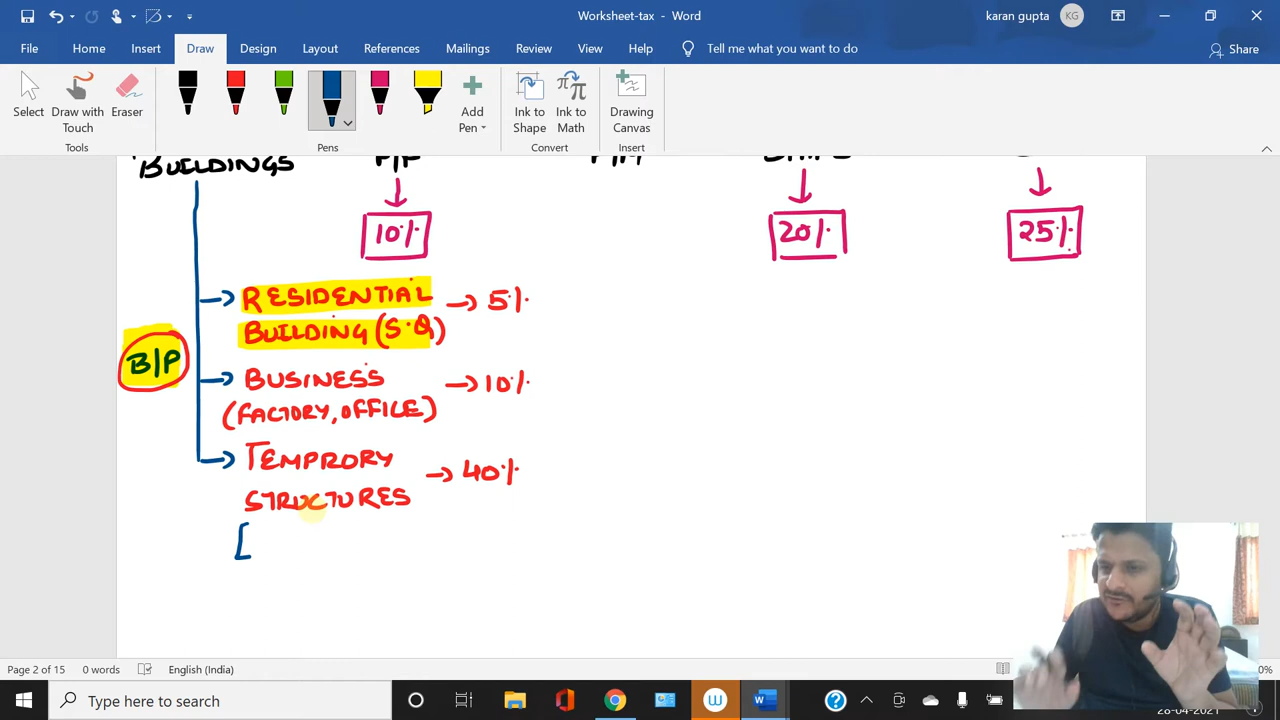 Worksheet-tax - Word
karan gupta
KG
File Home Insert Draw Design Layout References Mailings Review View Help Tell me what you want to do Share
Select Draw with Touch Eraser Add Pen Ink to Shape Ink to Math Drawing Canvas
Tools Pens Convert Insert
BUILDINGS
10%
20%
25%
RESIDENTIAL → 5%
BUILDING (S.Q)
B/P
BUSINESS → 10%
(FACTORY, OFFICE)
TEMPRORY → 40%
STRUCTURES
[
Page 2 of 15 0 words English (India)
Type here to search
28-04-2021